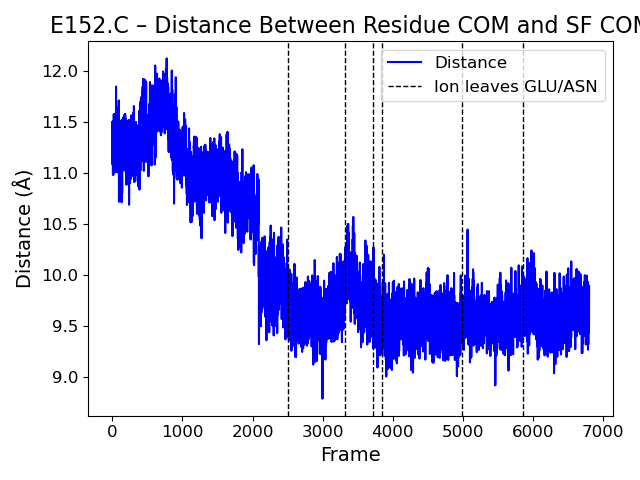 E152.C – Distance Between Residue COM and SF COM
Distance
Ion leaves GLU/ASN
12.0
11.5
11.0
10.5
10.0
9.5
9.0
Distance (Å)
0 1000 2000 3000 4000 5000 6000 7000
Frame